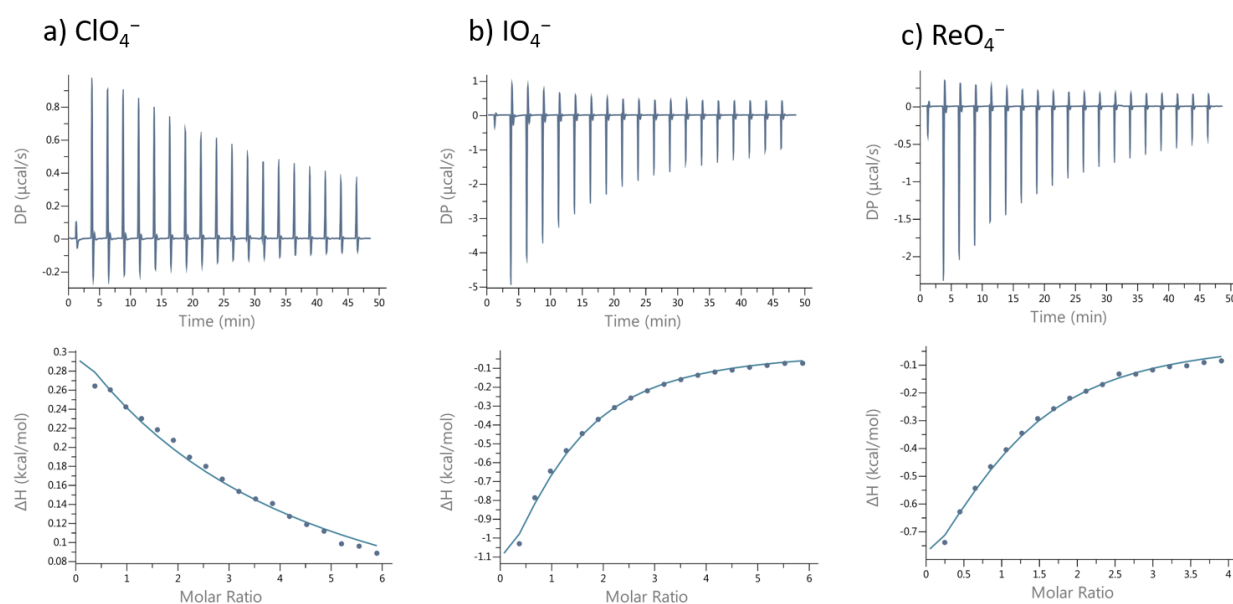 a) ClO₄⁻
b) IO₄⁻
c) ReO₄⁻
DP (µcal/s)
0.8
0.6
0.4
0.2
0
-0.2
0 5 10 15 20 25 30 35 40 45 50
Time (min)
DP (µcal/s)
1
0
-1
-2
-3
-4
-5
0 5 10 15 20 25 30 35 40 45 50
Time (min)
DP (µcal/s)
0
-0.5
-1
-1.5
-2
0 5 10 15 20 25 30 35 40 45 50
Time (min)
ΔH (kcal/mol)
0.3
0.28
0.26
0.24
0.22
0.2
0.18
0.16
0.14
0.12
0.1
0.08
0 1 2 3 4 5 6
Molar Ratio
ΔH (kcal/mol)
-0.1
-0.2
-0.3
-0.4
-0.5
-0.6
-0.7
-0.8
-0.9
-1
-1.1
0 1 2 3 4 5 6
Molar Ratio
ΔH (kcal/mol)
-0.1
-0.2
-0.3
-0.4
-0.5
-0.6
-0.7
0 0.5 1 1.5 2 2.5 3 3.5 4
Molar Ratio